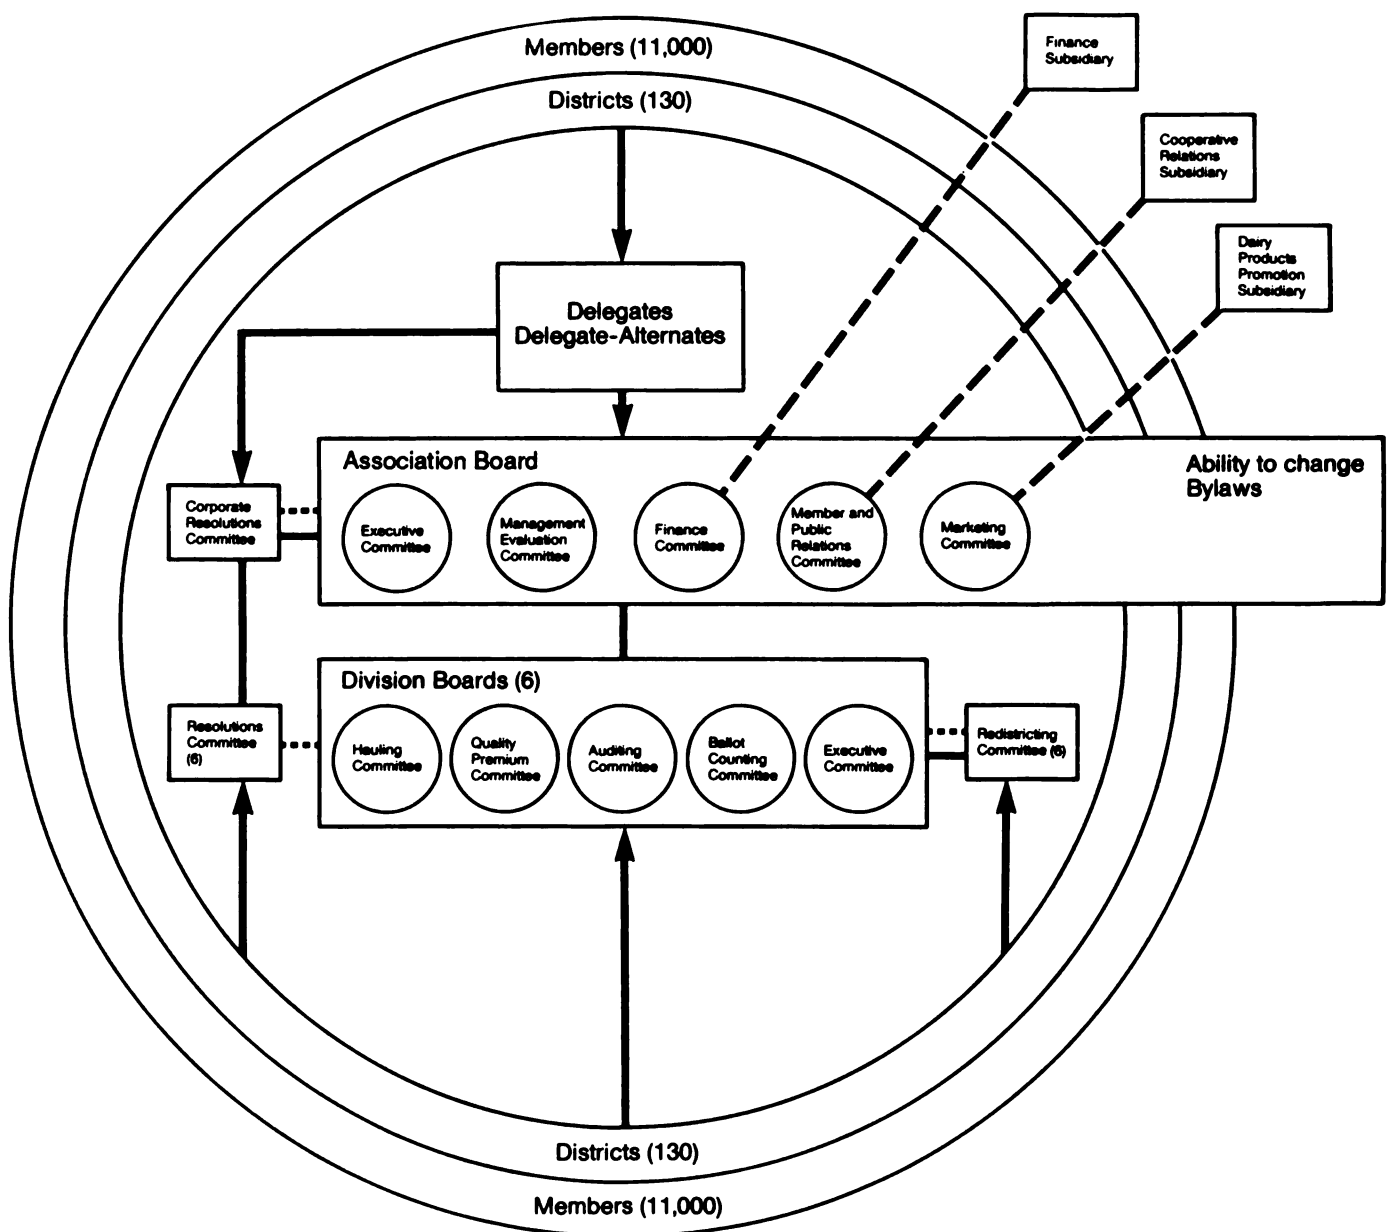 Members (11,000)
Districts (130)
Finance
Subsidiary
Cooperative
Relations
Subsidiary
Dairy
Products
Promotion
Subsidiary
Delegates
Delegate-Alternates
Association Board
Ability to change
Bylaws
Corporate
Resolutions
Committee
Executive
Committee
Management
Evaluation
Committee
Finance
Committee
Member and
Public
Relations
Committee
Marketing
Committee
Division Boards (6)
Resolutions
Committee
(6)
Hauling
Committee
Quality
Premium
Committee
Auditing
Committee
Ballot
Counting
Committee
Executive
Committee
Redistricting
Committee (6)
Districts (130)
Members (11,000)